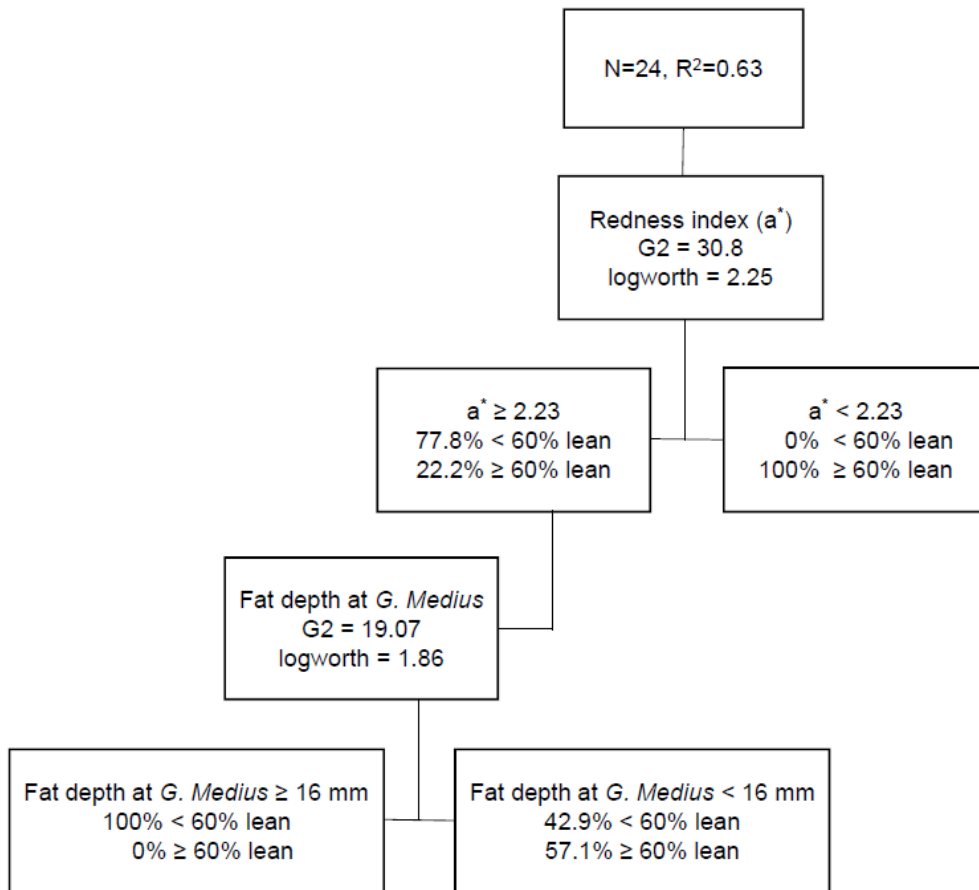 N=24, R²=0.63
Redness index (a*)
G2 = 30.8
logworth = 2.25
a* ≥ 2.23
77.8% < 60% lean
22.2% ≥ 60% lean
a* < 2.23
0% < 60% lean
100% ≥ 60% lean
Fat depth at G. Medius
G2 = 19.07
logworth = 1.86
Fat depth at G. Medius ≥ 16 mm
100% < 60% lean
0% ≥ 60% lean
Fat depth at G. Medius < 16 mm
42.9% < 60% lean
57.1% ≥ 60% lean